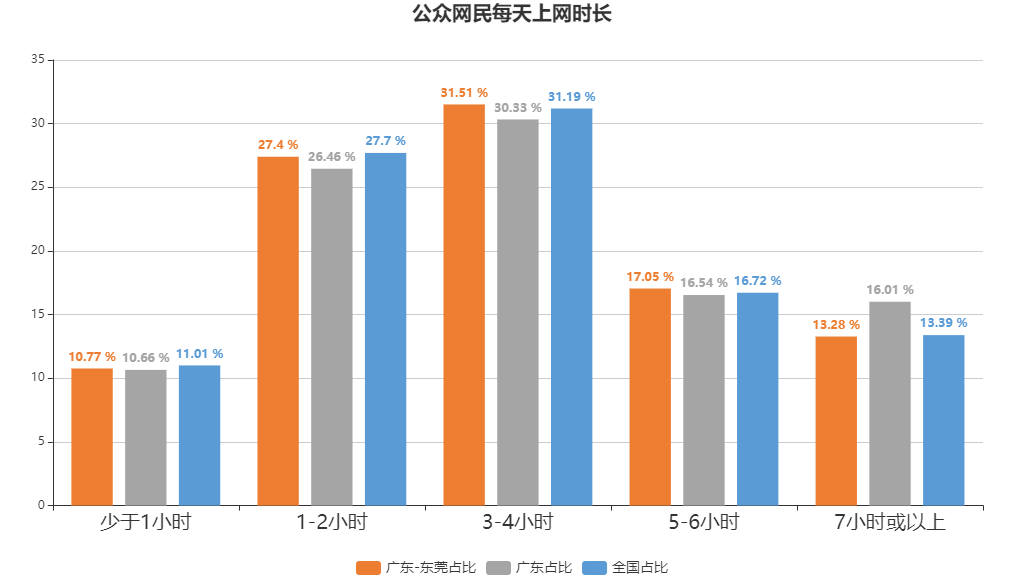 公众网民每天上网时长
35
30
25
20
15
10
5
0
10.77 %
10.66 %
11.01 %
27.4 %
26.46 %
27.7 %
31.51 %
30.33 %
31.19 %
17.05 %
16.54 %
16.72 %
13.28 %
16.01 %
13.39 %
少于1小时
1-2小时
3-4小时
5-6小时
7小时或以上
广东-东莞占比
广东占比
全国占比